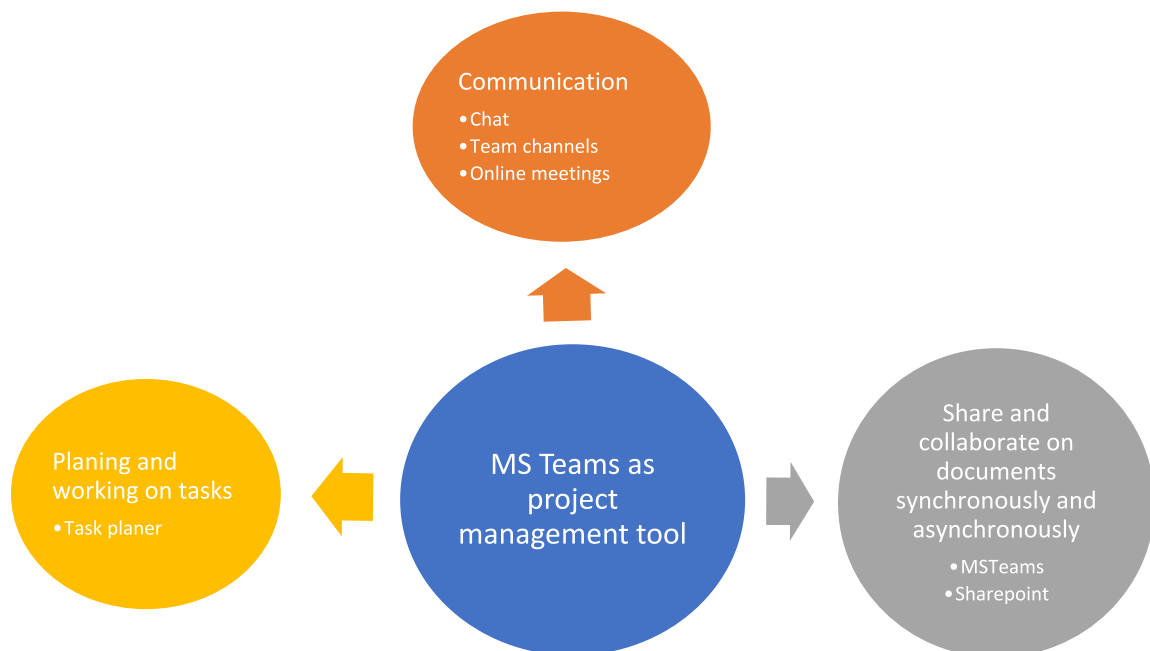 Communication
•Chat
•Team channels
•Online meetings
Planing and
working on tasks
•Task planer
MS Teams as
project
management tool
Share and
collaborate on
documents
synchronously and
asynchronously
•MSTeams
•Sharepoint